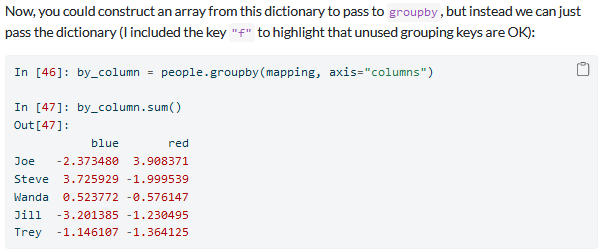 Now, you could construct an array from this dictionary to pass to groupby, but instead we can just
pass the dictionary (I included the key "f" to highlight that unused grouping keys are OK):
In [46]: by_column = people.groupby(mapping, axis="columns")
In [47]: by_column.sum()
Out[47]:
blue red
Joe -2.373480 3.908371
Steve 3.725929 -1.999539
Wanda 0.523772 -0.576147
Jill -3.201385 -1.230495
Trey -1.146107 -1.364125